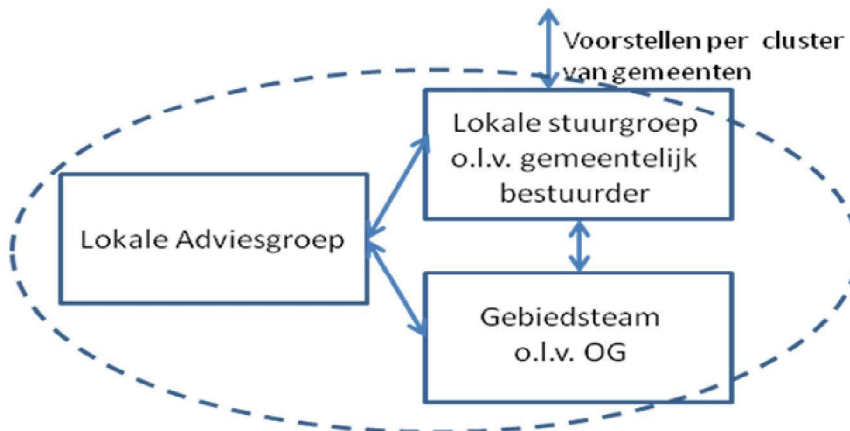 Voorstellen per cluster
van gemeenten
Lokale stuurgroep
o.l.v. gemeentelijk
bestuurder
Lokale Adviesgroep
Gebiedsteam
o.l.v. OG